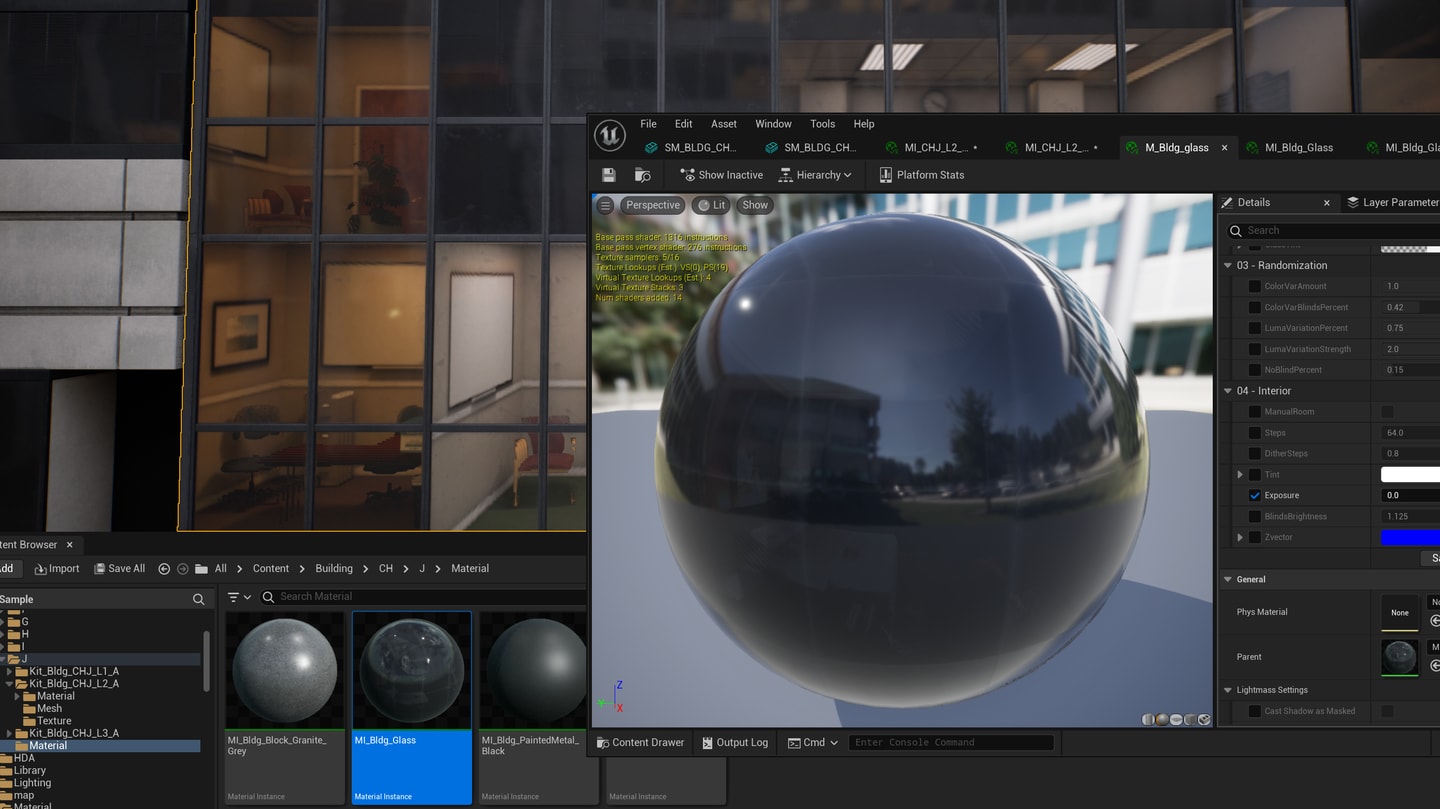 File Edit Asset Window Tools Help
SM_BLDG_CH... SM_BLDG_CH... MI_CHJ_L2_... • MI_CHJ_L2_... • M_Bldg_glass × MI_Bldg_Glass MI_Bldg_Gla
Show Inactive Hierarchy Platform Stats
Perspective Lit Show
Base pass shader: 1316 instructions
Base pass vertex shader: 276 instructions
Texture samplers: 5/16
Texture Lookups (Est.): VS(0), PS(19)
Virtual Texture Lookups (Est.): 4
Virtual Texture Stacks: 3
Num shaders added: 14
Z
Y
X
Details × Layer Parameter
Search
03 - Randomization
ColorVarAmount 1.0
ColorVarBlindsPercent 0.42
LumaVariationPercent 0.75
LumaVariationStrength 2.0
NoBlindPercent 0.15
04 - Interior
ManualRoom
Steps 64.0
DitherSteps 0.8
Tint
Exposure 0.0
BlindsBrightness 1.125
Zvector
Sa
General
Phys Material None No
Parent M
Lightmass Settings
Cast Shadow as Masked
Content Drawer Output Log Cmd Enter Console Command
tent Browser ×
Add Import Save All All > Content > Building > CH > J > Material
Sample
G
H
I
J
Kit_Bldg_CHJ_L1_A
Kit_Bldg_CHJ_L2_A
Material
Mesh
Texture
Kit_Bldg_CHJ_L3_A
Material
HDA
Library
Lighting
map
Material
Search Material
MI_Bldg_Block_Granite_
Grey
Material Instance
MI_Bldg_Glass
Material Instance
MI_Bldg_PaintedMetal_
Black
Material Instance
Material Instance